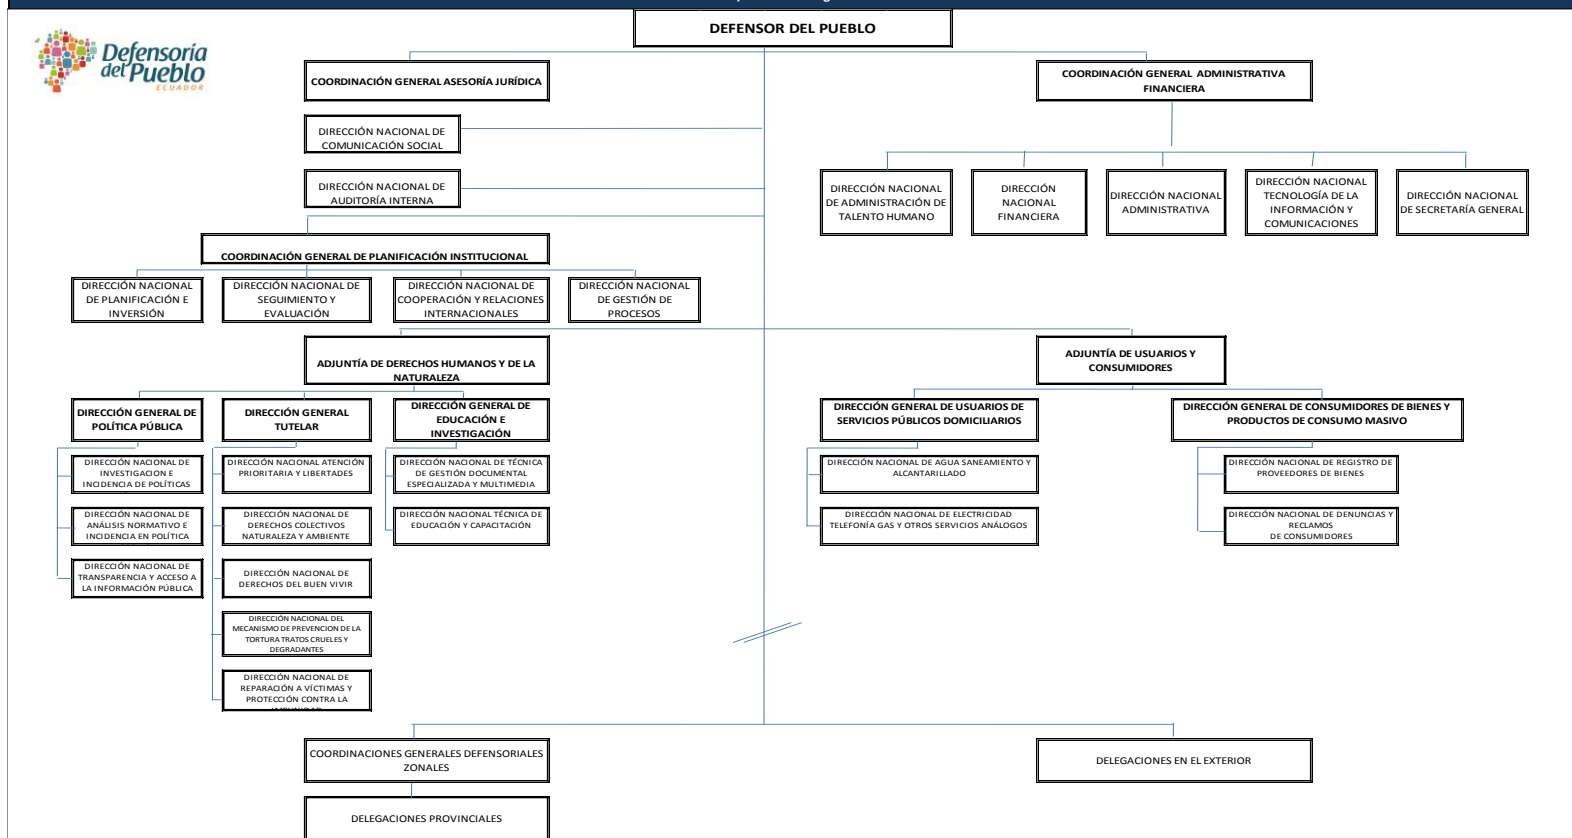 DEFENSOR DEL PUEBLO
Defensoría
del Pueblo
ECUADOR
COORDINACIÓN GENERAL ASESORÍA JURÍDICA
COORDINACIÓN GENERAL ADMINISTRATIVA
FINANCIERA
DIRECCIÓN NACIONAL DE
COMUNICACIÓN SOCIAL
DIRECCIÓN NACIONAL DE
AUDITORÍA INTERNA
DIRECCIÓN NACIONAL
DE ADMINISTRACIÓN DE
TALENTO HUMANO
DIRECCIÓN
NACIONAL
FINANCIERA
DIRECCIÓN NACIONAL
ADMINISTRATIVA
DIRECCIÓN NACIONAL
TECNOLOGÍA DE LA
INFORMACIÓN Y
COMUNICACIONES
DIRECCIÓN NACIONAL
DE SECRETARÍA GENERAL
COORDINACIÓN GENERAL DE PLANIFICACIÓN INSTITUCIONAL
DIRECCIÓN NACIONAL
DE PLANIFICACIÓN E
INVERSIÓN
DIRECCIÓN NACIONAL DE
SEGUIMIENTO Y
EVALUACIÓN
DIRECCIÓN NACIONAL DE
COOPERACIÓN Y RELACIONES
INTERNACIONALES
DIRECCIÓN NACIONAL
DE GESTIÓN DE
PROCESOS
ADJUNTÍA DE DERECHOS HUMANOS Y DE LA
NATURALEZA
ADJUNTÍA DE USUARIOS Y
CONSUMIDORES
DIRECCIÓN GENERAL DE
POLÍTICA PÚBLICA
DIRECCIÓN GENERAL
TUTELAR
DIRECCIÓN GENERAL DE
EDUCACIÓN E
INVESTIGACIÓN
DIRECCIÓN GENERAL DE USUARIOS DE
SERVICIOS PÚBLICOS DOMICILIARIOS
DIRECCIÓN GENERAL DE CONSUMIDORES DE BIENES Y
PRODUCTOS DE CONSUMO MASIVO
DIRECCIÓN NACIONAL DE
INVESTIGACION E
INCIDENCIA DE POLÍTICAS
DIRECCIÓN NACIONAL DE
ANÁLISIS NORMATIVO E
INCIDENCIA EN POLÍTICA
DIRECCIÓN NACIONAL DE
TRANSPARENCIA Y ACCESO A
LA INFORMACIÓN PÚBLICA
DIRECCIÓN NACIONAL ATENCIÓN
PRIORITARIA Y LIBERTADES
DIRECCIÓN NACIONAL DE
DERECHOS COLECTIVOS
NATURALEZA Y AMBIENTE
DIRECCIÓN NACIONAL DE
DERECHOS DEL BUEN VIVIR
DIRECCIÓN NACIONAL DEL
MECANISMO DE PREVENCION DE LA
TORTURA TRATOS CRUELES Y
DEGRADANTES
DIRECCIÓN NACIONAL DE
REPARACIÓN A VÍCTIMAS Y
PROTECCIÓN CONTRA LA
DIRECCIÓN NACIONAL DE TÉCNICA
DE GESTIÓN DOCUMENTAL
ESPECIALIZADA Y MULTIMEDIA
DIRECCIÓN NACIONAL TÉCNICA DE
EDUCACIÓN Y CAPACITACIÓN
DIRECCIÓN NACIONAL DE AGUA SANEAMIENTO Y
ALCANTARILLADO
DIRECCIÓN NACIONAL DE ELECTRICIDAD
TELEFONÍA GAS Y OTROS SERVICIOS ANÁLOGOS
DIRECCIÓN NACIONAL DE REGISTRO DE
PROVEEDORES DE BIENES
DIRECCIÓN NACIONAL DE DENUNCIAS Y
RECLAMOS
DE CONSUMIDORES
COORDINACIONES GENERALES DEFENSORIALES
ZONALES
DELEGACIONES EN EL EXTERIOR
DELEGACIONES PROVINCIALES